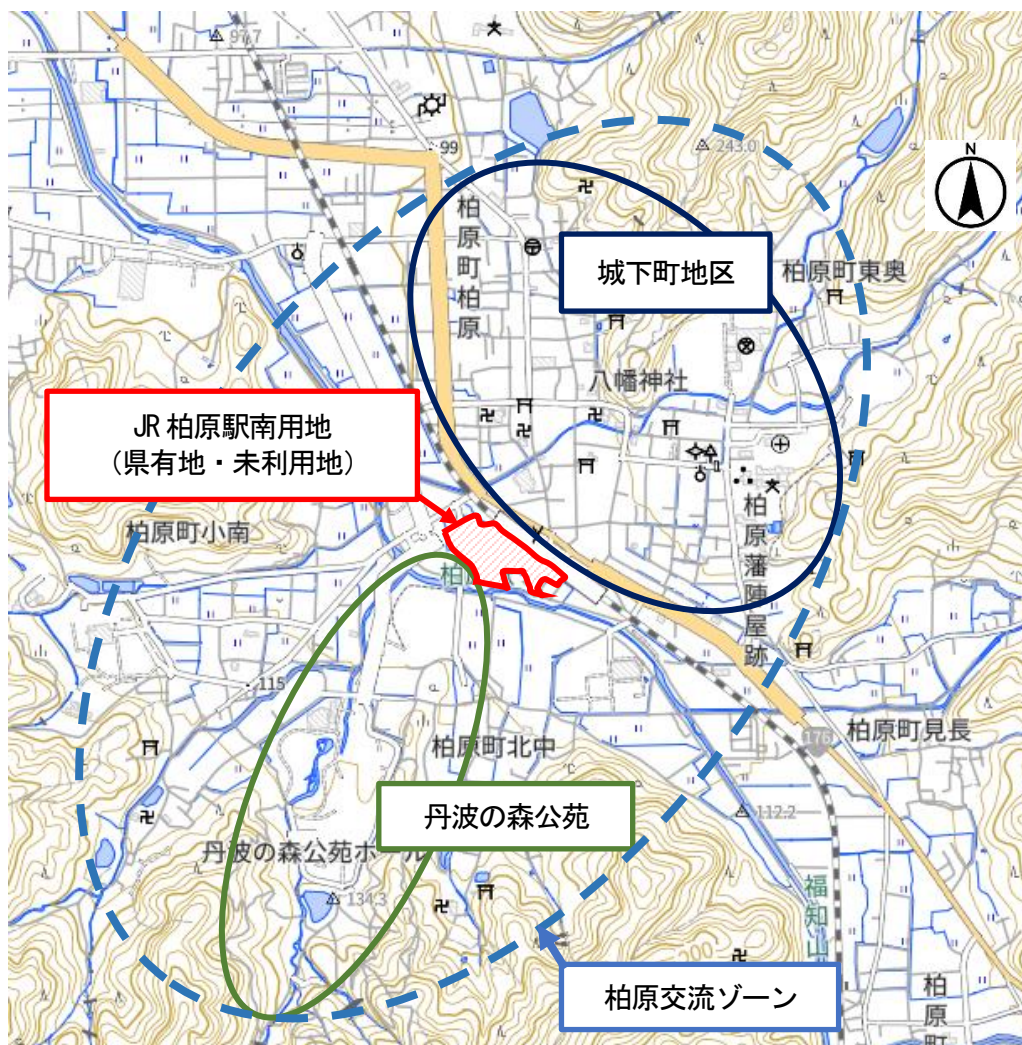 97.7
99
243.0
N
柏原町柏原
城下町地区
柏原町東奥
八幡神社
JR 柏原駅南用地
（県有地・未利用地）
柏原町小南
柏原藩陣屋跡
115
176
柏原町見長
柏原町北中
丹波の森公苑
112.2
丹波の森公苑ホール
134.3
福知山
柏原交流ゾーン
柏原町